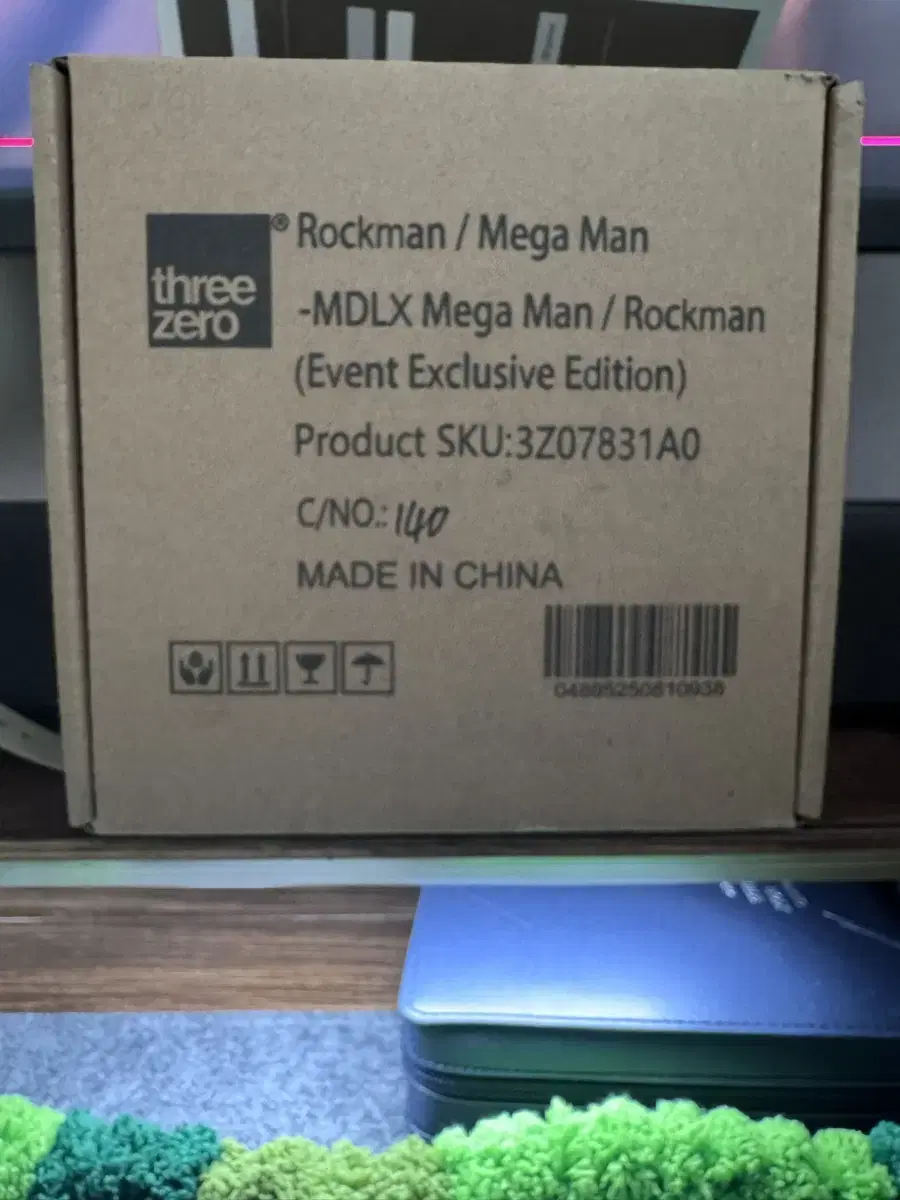 three
zero
® Rockman / Mega Man
-MDLX Mega Man / Rockman
(Event Exclusive Edition)
Product SKU:3Z07831A0
C/NO.: 140
MADE IN CHINA